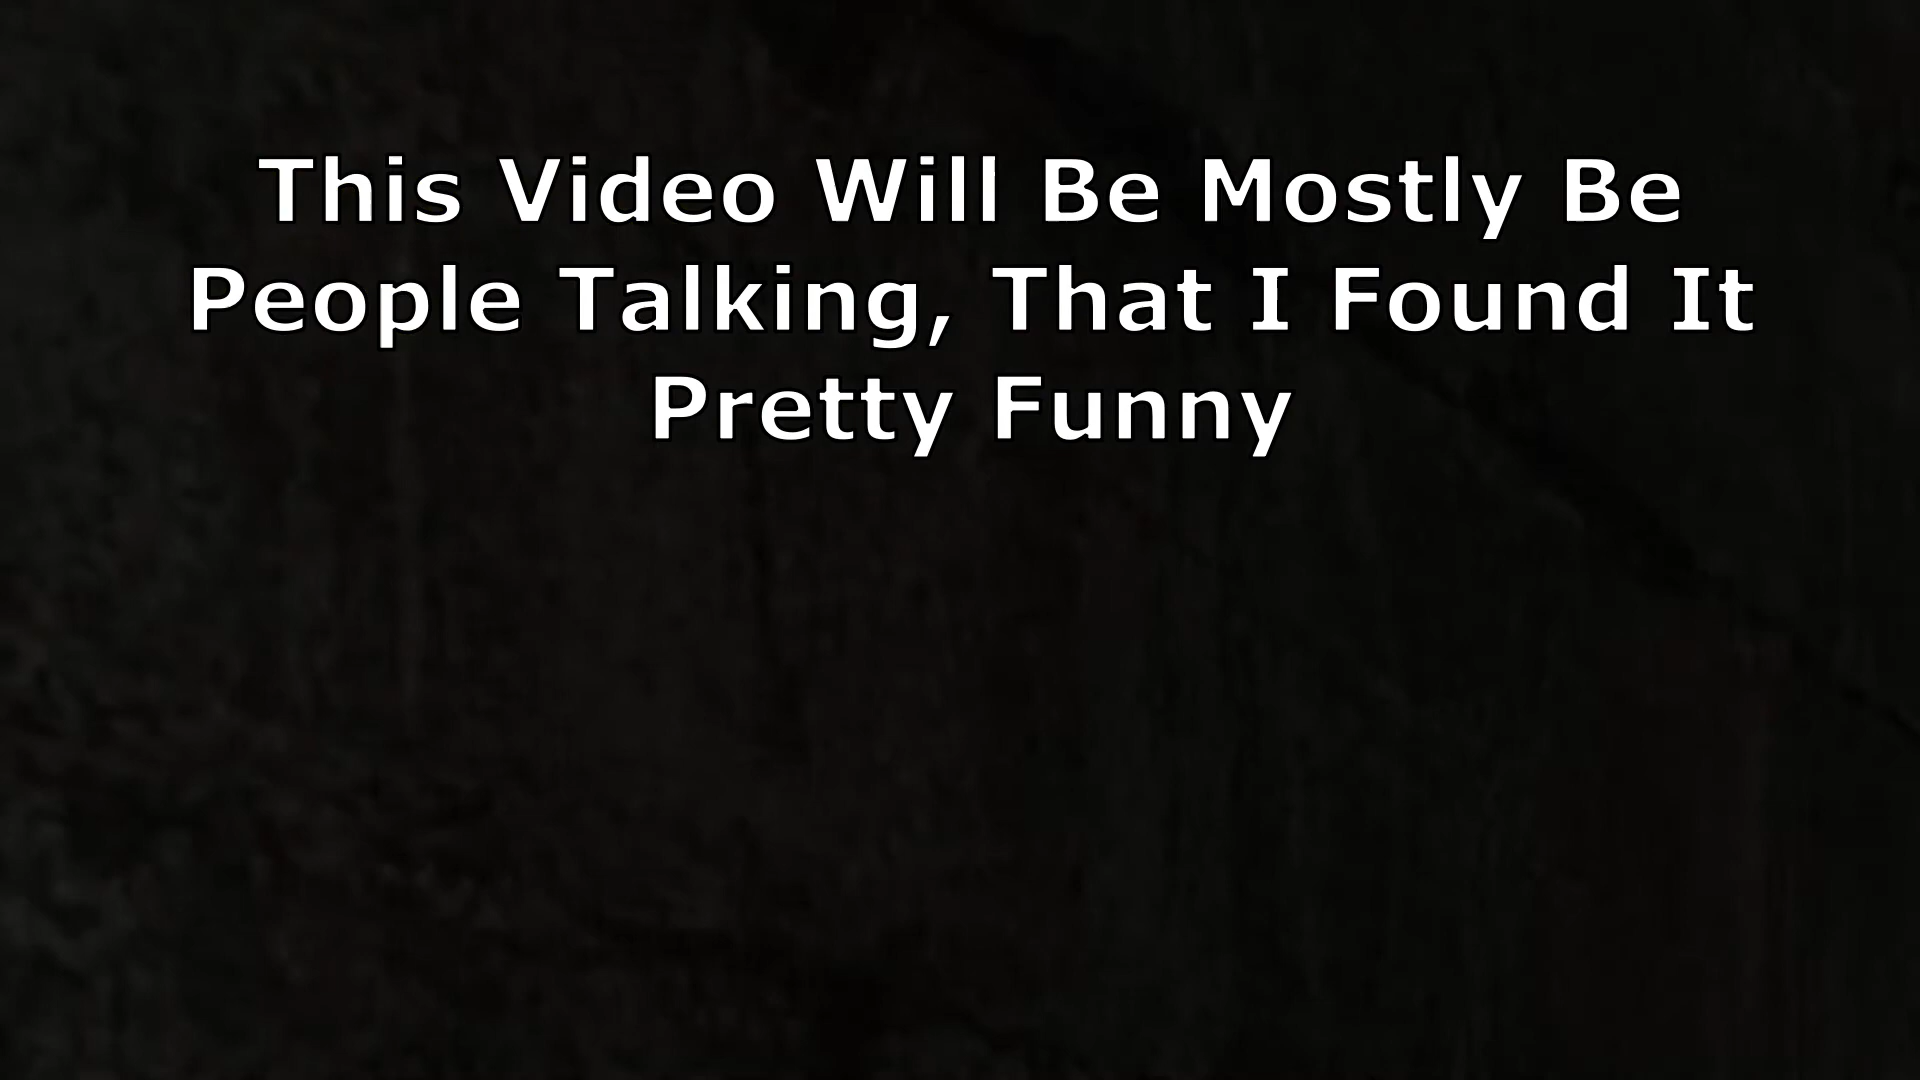 This Video Will Be Mostly Be
People Talking, That I Found It
Pretty Funny